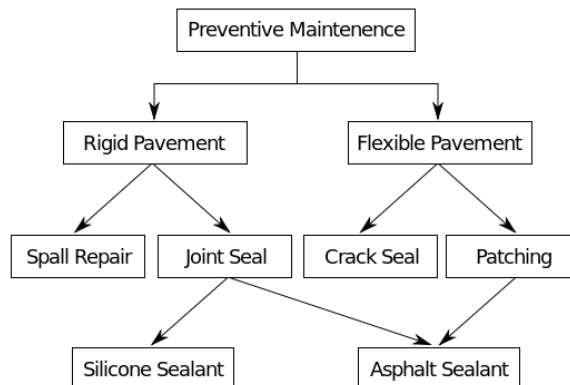 Preventive Maintenence
Rigid Pavement
Flexible Pavement
Spall Repair
Joint Seal
Crack Seal
Patching
Silicone Sealant
Asphalt Sealant